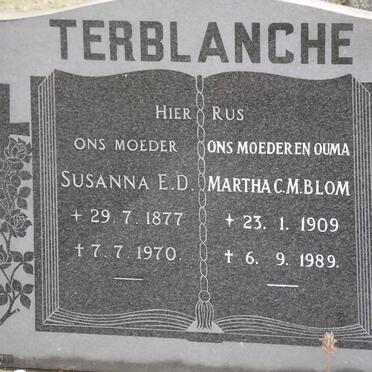 TERBLANCHE
HIER RUS
ONS MOEDER
SUSANNA E.D.
+ 29. 7. 1877
† 7. 7. 1970.
ONS MOEDER EN OUMA
MARTHA C.M.BLOM
+ 23. 1. 1909
† 6. 9. 1989.